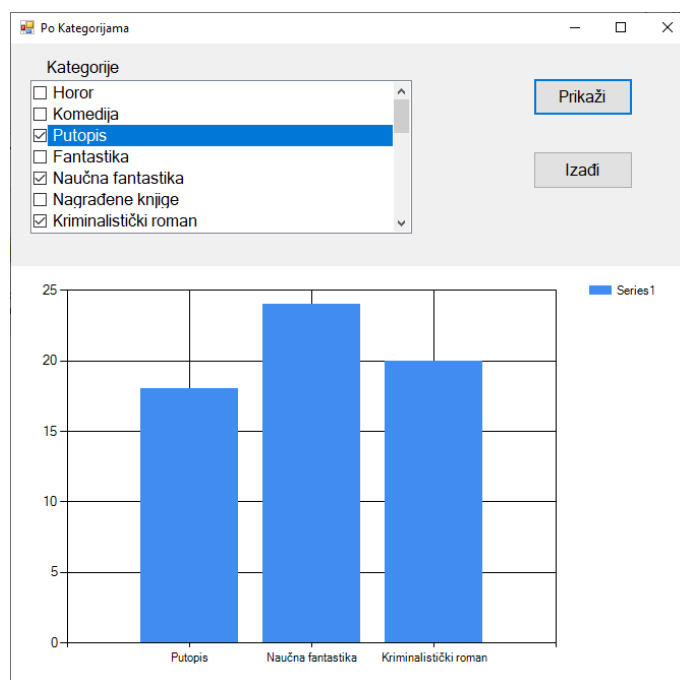 Po Kategorijama
Kategorije
Horor
Komedija
Putopis
Fantastika
Naučna fantastika
Nagrađene knjige
Kriminalistički roman
Prikaži
Izađi
25
20
15
10
5
0
Putopis Naučna fantastika Kriminalistički roman
Series1